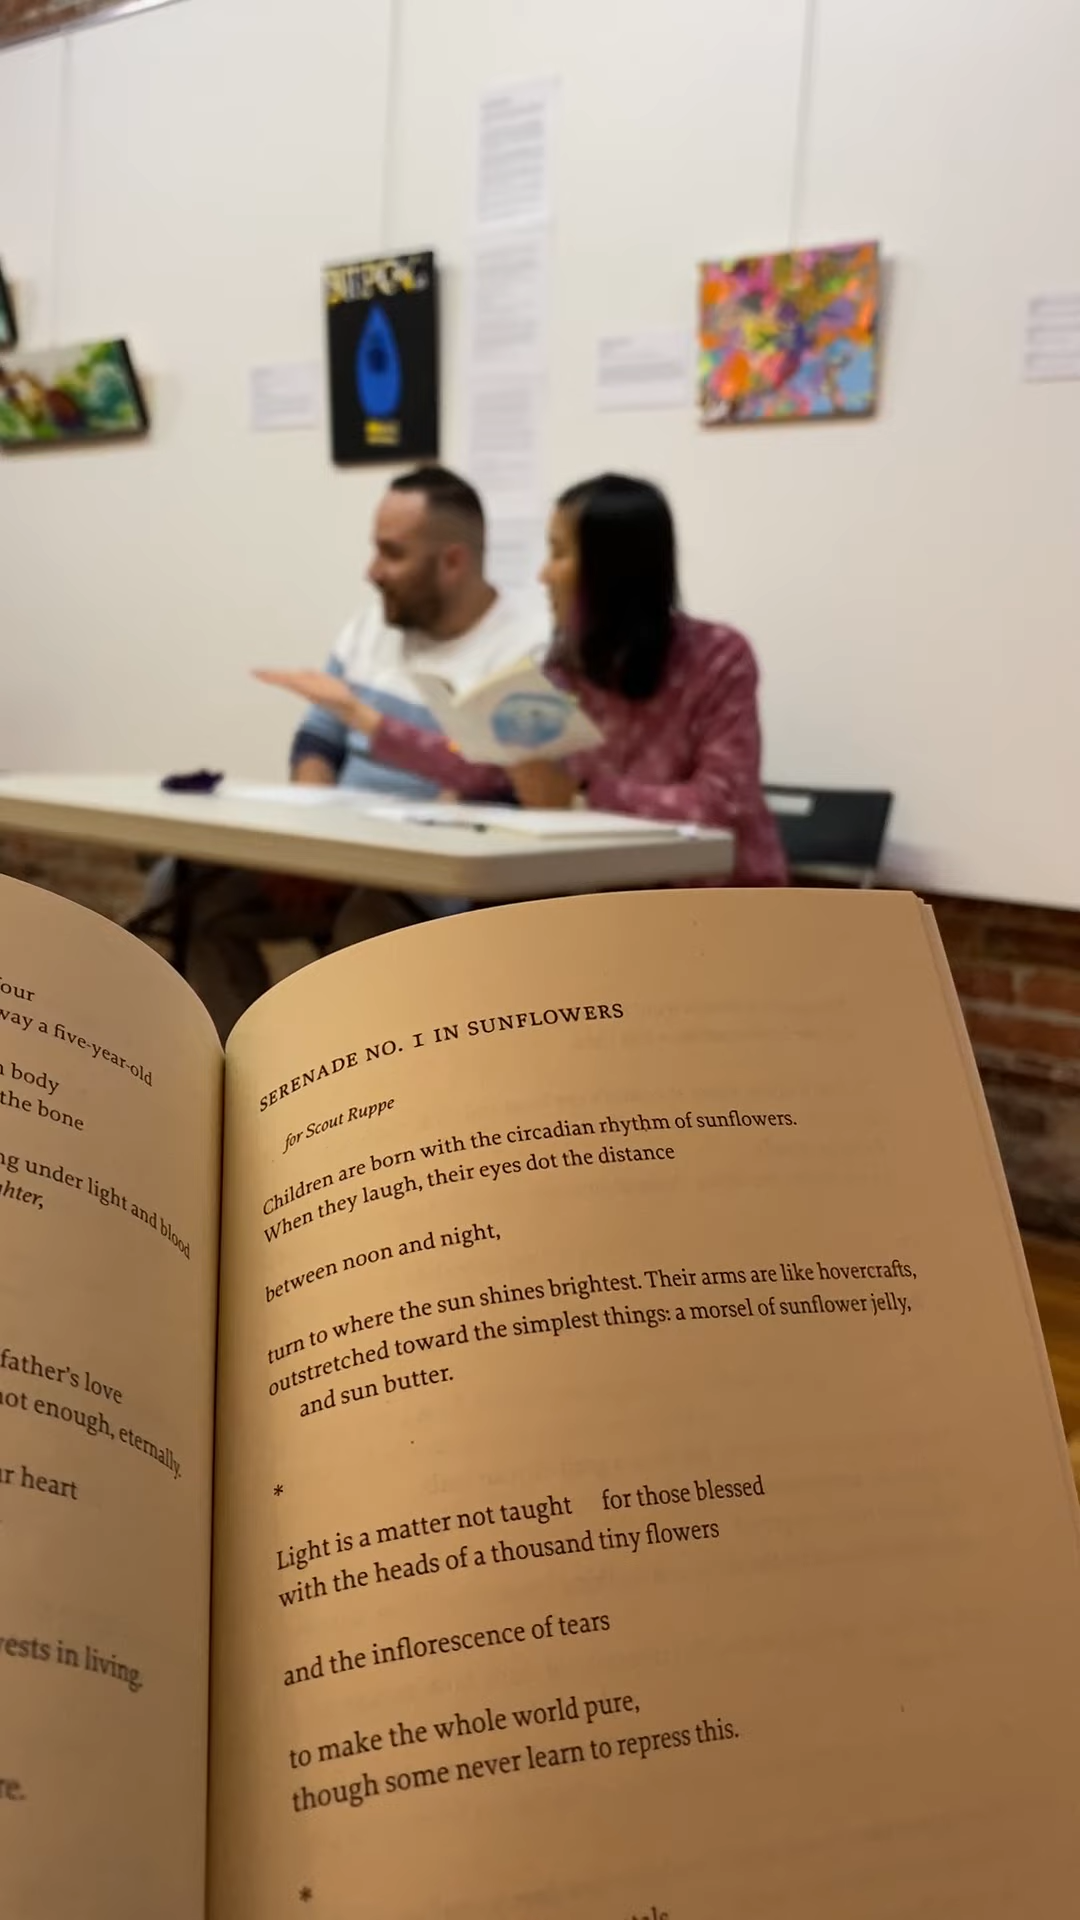 our
way a five-year-old
body
the bone
under light and blood
father's love
not enough, eternally.
heart
in living.
SERENADE NO. 1 IN SUNFLOWERS
for Scout Ruppe
Children are born with the circadian rhythm of sunflowers.
When they laugh, their eyes dot the distance
between noon and night,
turn to where the sun shines brightest. Their arms are like hovercrafts,
outstretched toward the simplest things: a morsel of sunflower jelly,
and sun butter.
*
Light is a matter not taught for those blessed
with the heads of a thousand tiny flowers
and the inflorescence of tears
to make the whole world pure,
though some never learn to repress this.
*